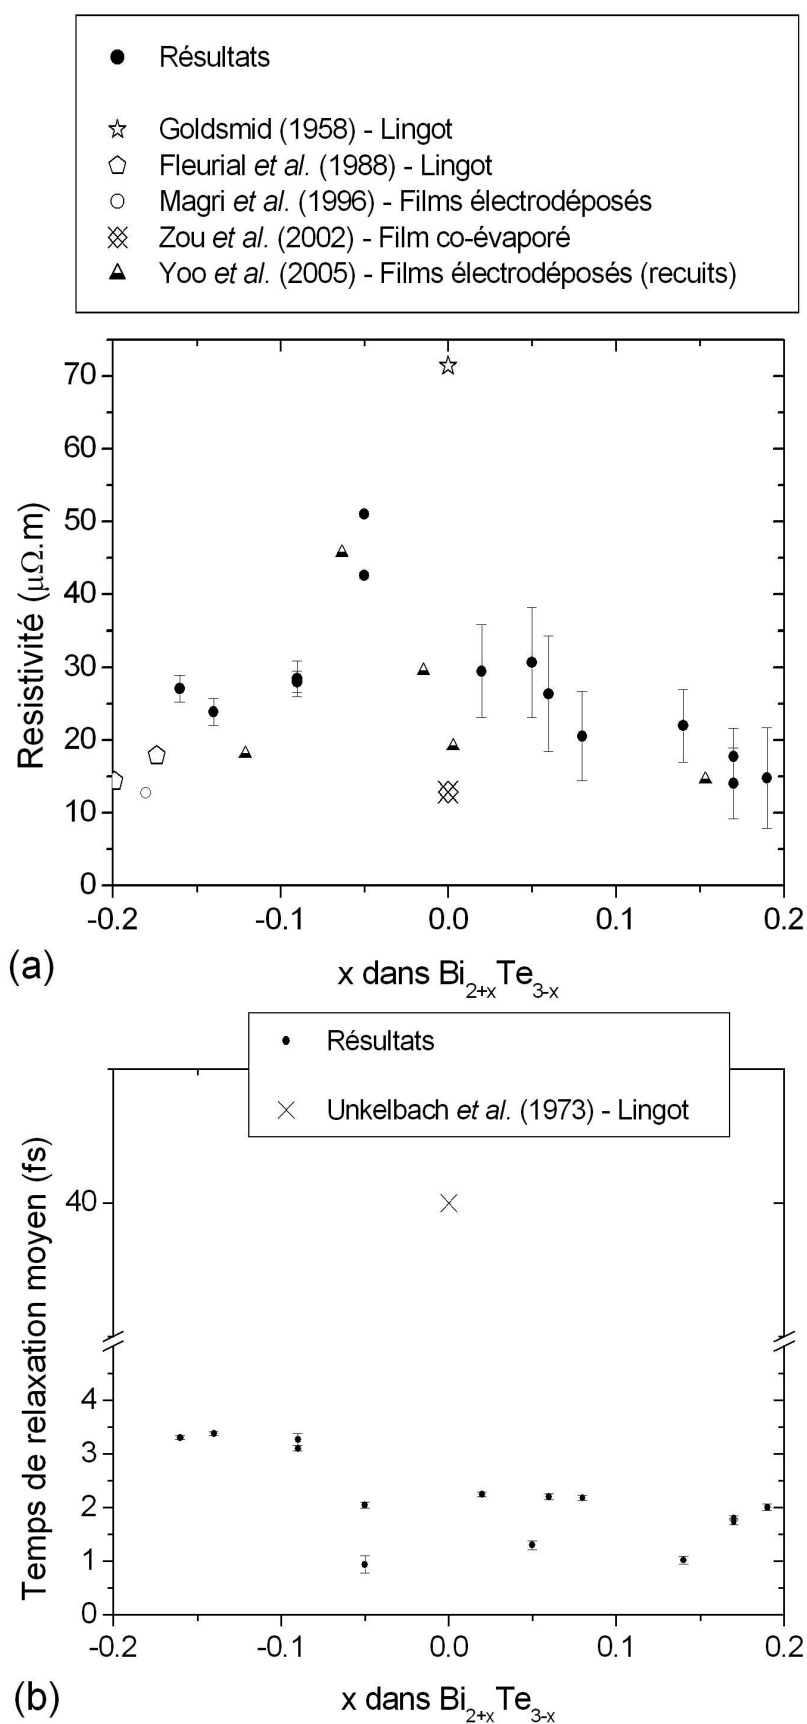 Résultats
Goldsmid (1958) - Lingot
Fleurial et al. (1988) - Lingot
Magri et al. (1996) - Films électrodéposés
Zou et al. (2002) - Film co-évaporé
Yoo et al. (2005) - Films électrodéposés (recuits)
70
60
50
40
30
20
10
0
Resistivité (μΩ.m)
-0.2 -0.1 0.0 0.1 0.2
(a)
x dans Bi2+xTe3-x
Résultats
Unkelbach et al. (1973) - Lingot
40
4
3
2
1
0
Temps de relaxation moyen (fs)
-0.2 -0.1 0.0 0.1 0.2
(b)
x dans Bi2+xTe3-x